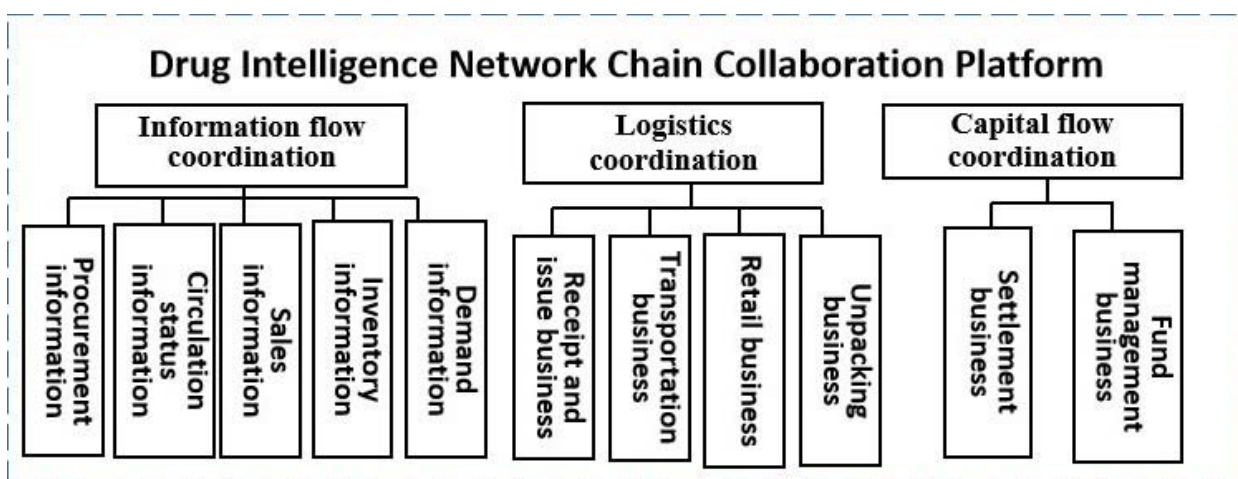 Drug Intelligence Network Chain Collaboration Platform
Information flow
coordination
Logistics
coordination
Capital flow
coordination
Procurement
information
Circulation
status
information
Sales
information
Inventory
information
Demand
information
Receipt and
issue business
Transportation
business
Retail business
Unpacking
business
Settlement
business
Fund
management
business